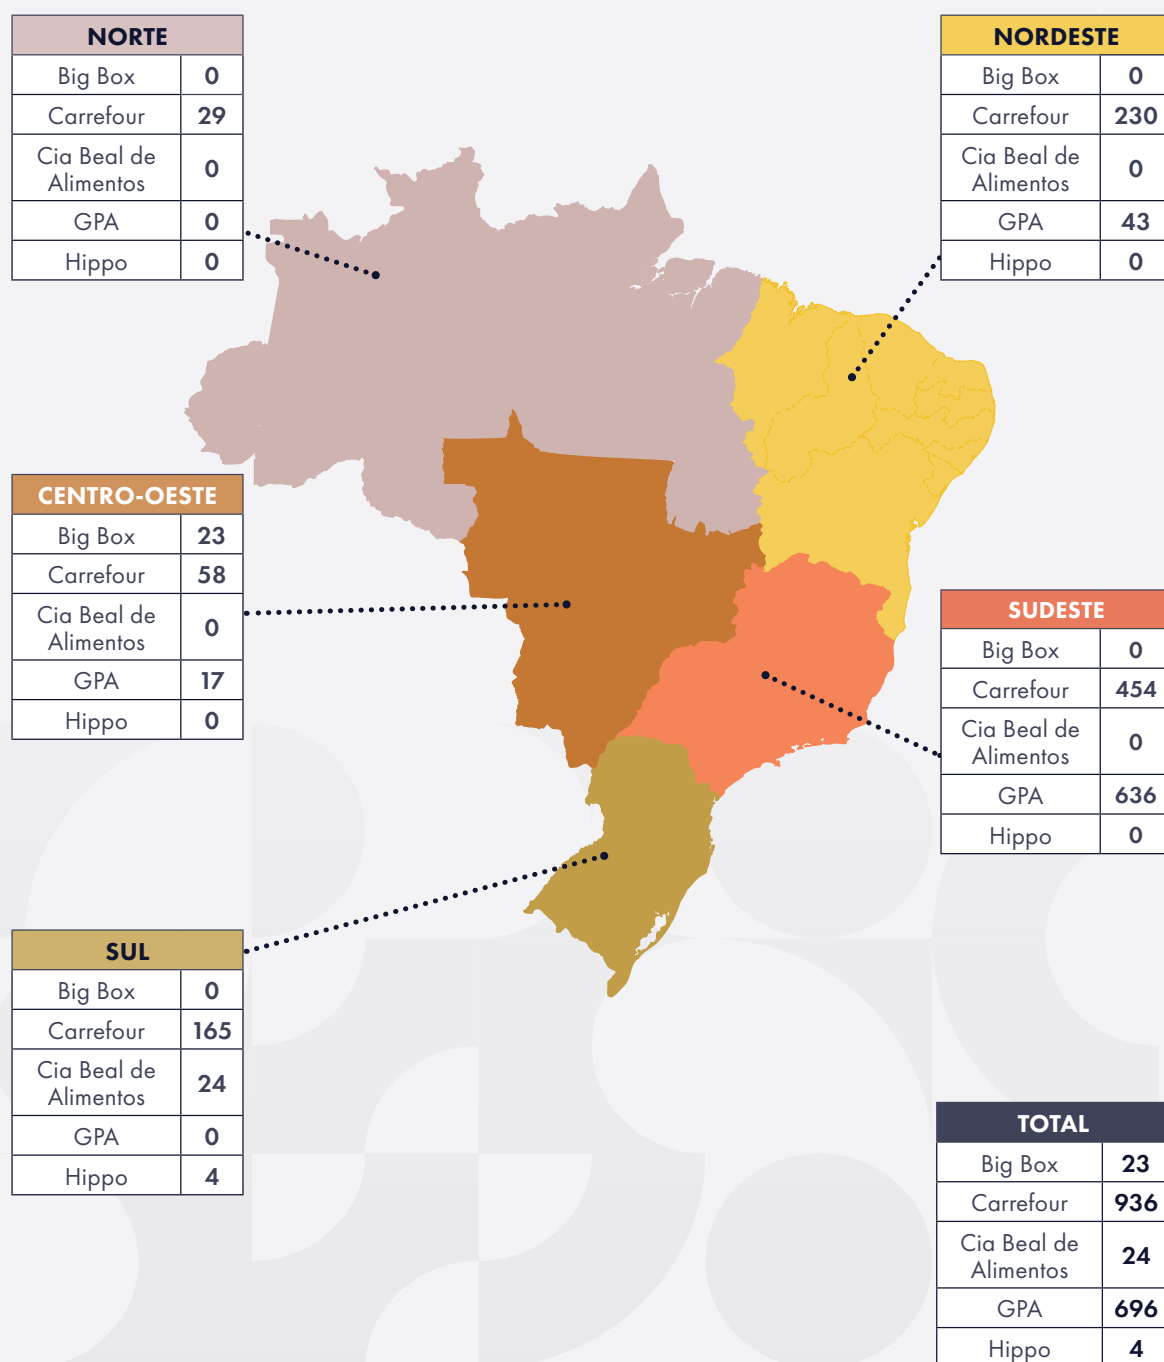 NORTE
Big Box 0
Carrefour 29
Cia Beal de
Alimentos 0
GPA 0
Hippo 0
NORDESTE
Big Box 0
Carrefour 230
Cia Beal de
Alimentos 0
GPA 43
Hippo 0
CENTRO-OESTE
Big Box 23
Carrefour 58
Cia Beal de
Alimentos 0
GPA 17
Hippo 0
SUDESTE
Big Box 0
Carrefour 454
Cia Beal de
Alimentos 0
GPA 636
Hippo 0
SUL
Big Box 0
Carrefour 165
Cia Beal de
Alimentos 24
GPA 0
Hippo 4
TOTAL
Big Box 23
Carrefour 936
Cia Beal de
Alimentos 24
GPA 696
Hippo 4